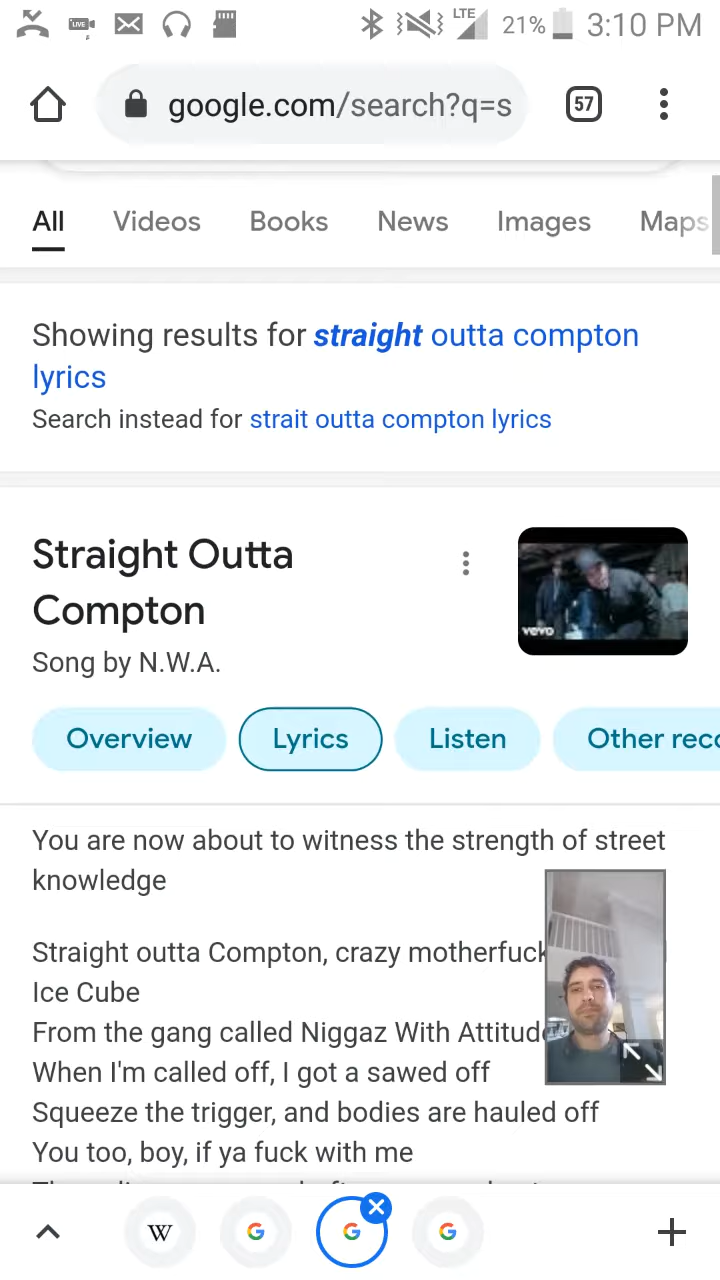 LIVE
LTE 21% 3:10 PM
google.com/search?q=s 57
All Videos Books News Images Maps
Showing results for straight outta compton
lyrics
Search instead for strait outta compton lyrics
Straight Outta
Compton
vevo
Song by N.W.A.
Overview Lyrics Listen Other rec
You are now about to witness the strength of street
knowledge
Straight outta Compton, crazy motherfuck
Ice Cube
From the gang called Niggaz With Attitud
When I'm called off, I got a sawed off
Squeeze the trigger, and bodies are hauled off
You too, boy, if ya fuck with me
W G G G